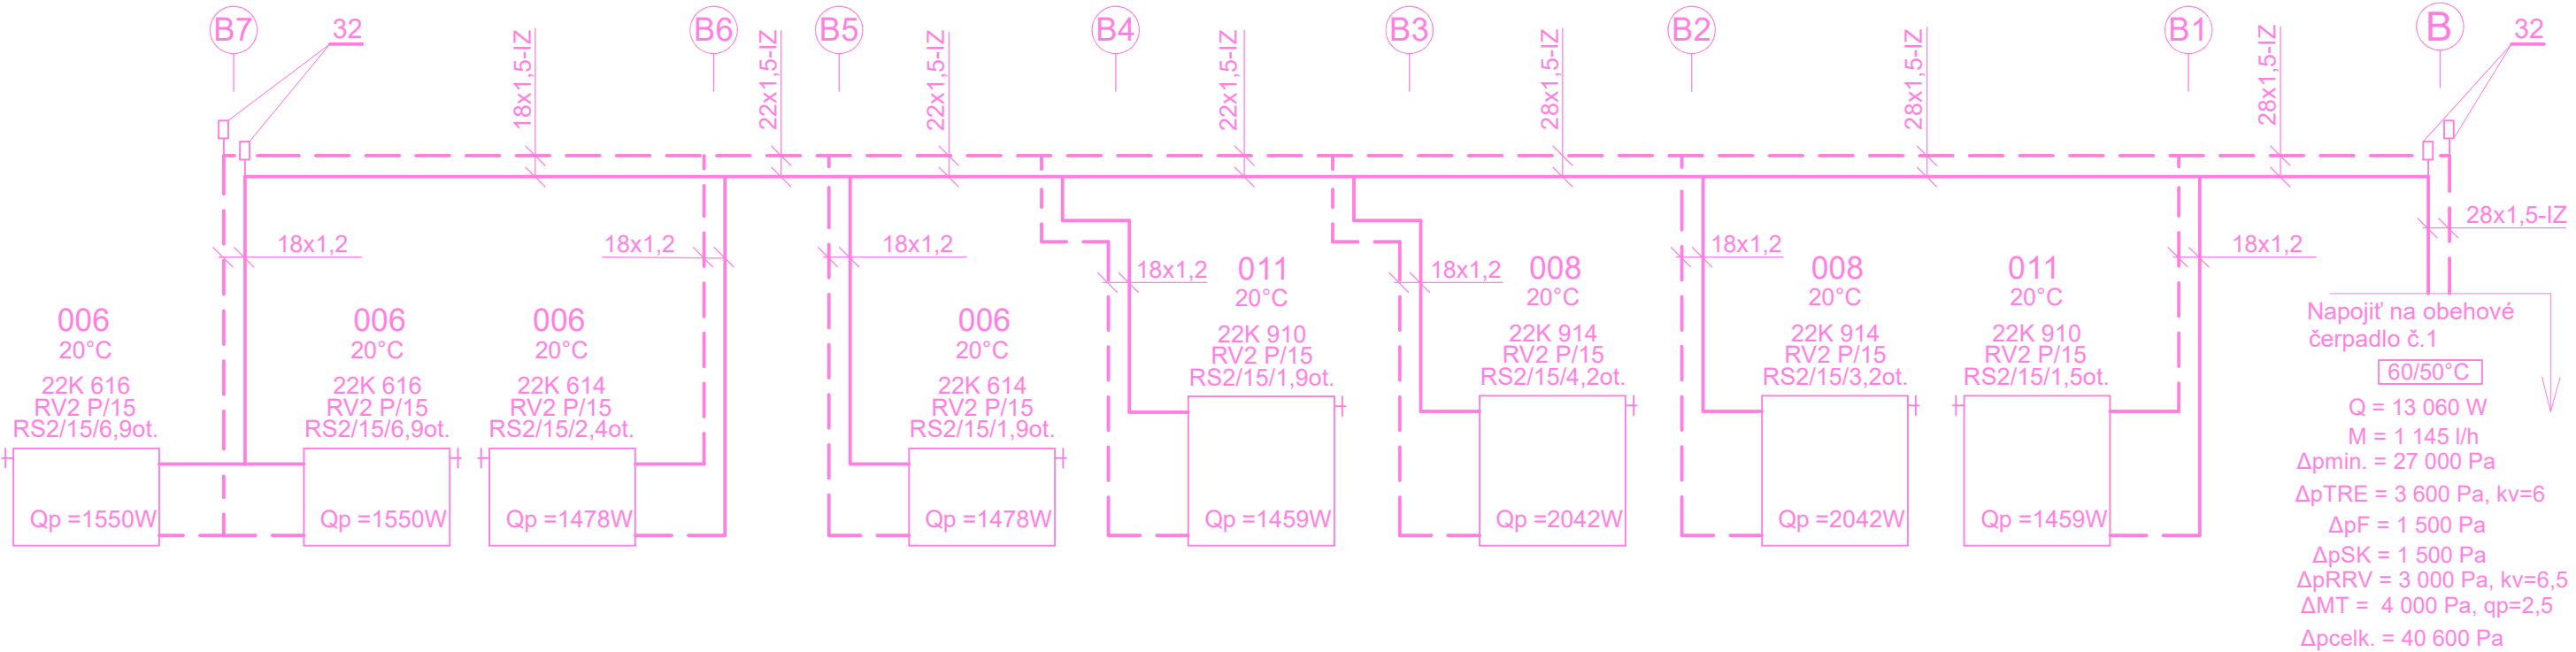 B7
32
B6
B5
B4
B3
B2
B1
B
32
18x1,5-IZ
22x1,5-IZ
22x1,5-IZ
22x1,5-IZ
28x1,5-IZ
28x1,5-IZ
28x1,5-IZ
28x1,5-IZ
18x1,2
18x1,2
18x1,2
18x1,2
18x1,2
18x1,2
18x1,2
006
20°C
22K 616
RV2 P/15
RS2/15/6,9ot.
Qp =1550W
006
20°C
22K 616
RV2 P/15
RS2/15/6,9ot.
Qp =1550W
006
20°C
22K 614
RV2 P/15
RS2/15/2,4ot.
Qp =1478W
006
20°C
22K 614
RV2 P/15
RS2/15/1,9ot.
Qp =1478W
011
20°C
22K 910
RV2 P/15
RS2/15/1,9ot.
Qp =1459W
008
20°C
22K 914
RV2 P/15
RS2/15/4,2ot.
Qp =2042W
008
20°C
22K 914
RV2 P/15
RS2/15/3,2ot.
Qp =2042W
011
20°C
22K 910
RV2 P/15
RS2/15/1,5ot.
Qp =1459W
Napojiť na obehové
čerpadlo č.1
60/50°C
Q = 13 060 W
M = 1 145 l/h
Δpmin. = 27 000 Pa
ΔpTRE = 3 600 Pa, kv=6
ΔpF = 1 500 Pa
ΔpSK = 1 500 Pa
ΔpRRV = 3 000 Pa, kv=6,5
ΔMT =  4 000 Pa, qp=2,5
Δpcelk. = 40 600 Pa